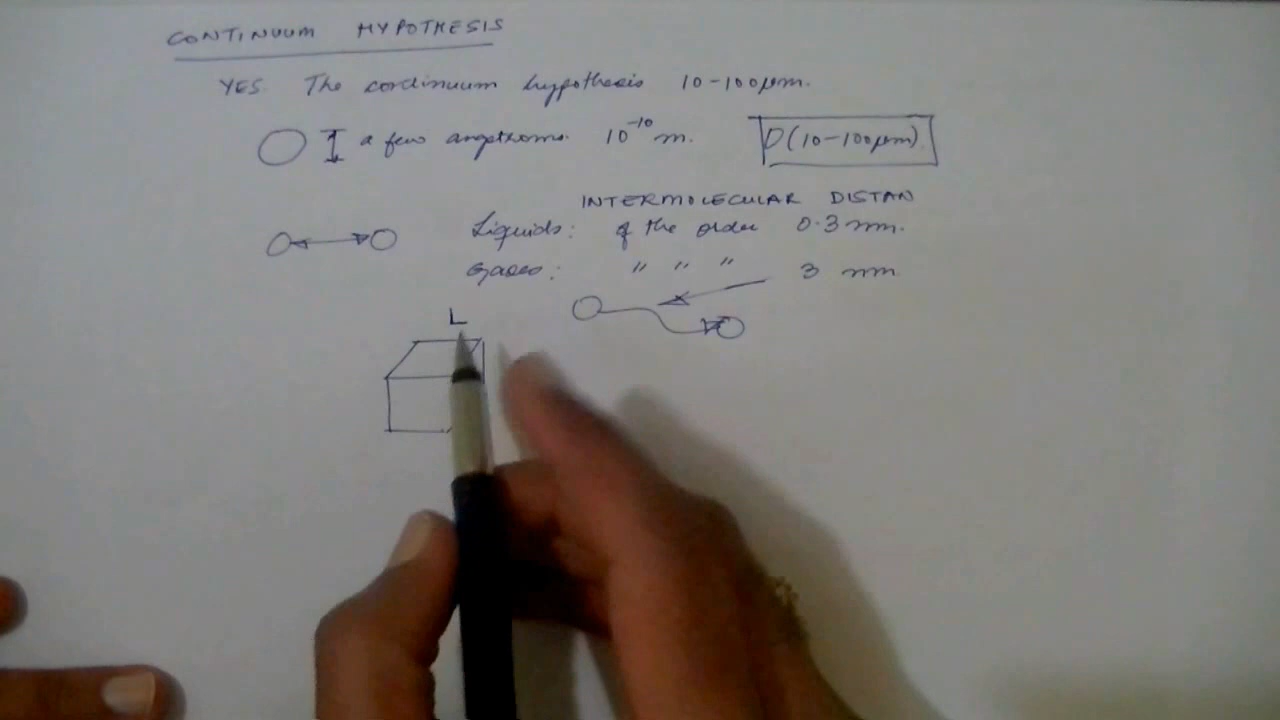 CONTINUUM HYPOTHESIS
YES. The continuum hypothesis 10-100μm.
a few angstroms. 10⁻¹⁰ m. O(10-100μm).
INTERMOLECULAR DISTAN
Liquids: of the order 0.3 nm.
Gases: " " " 3 nm
L